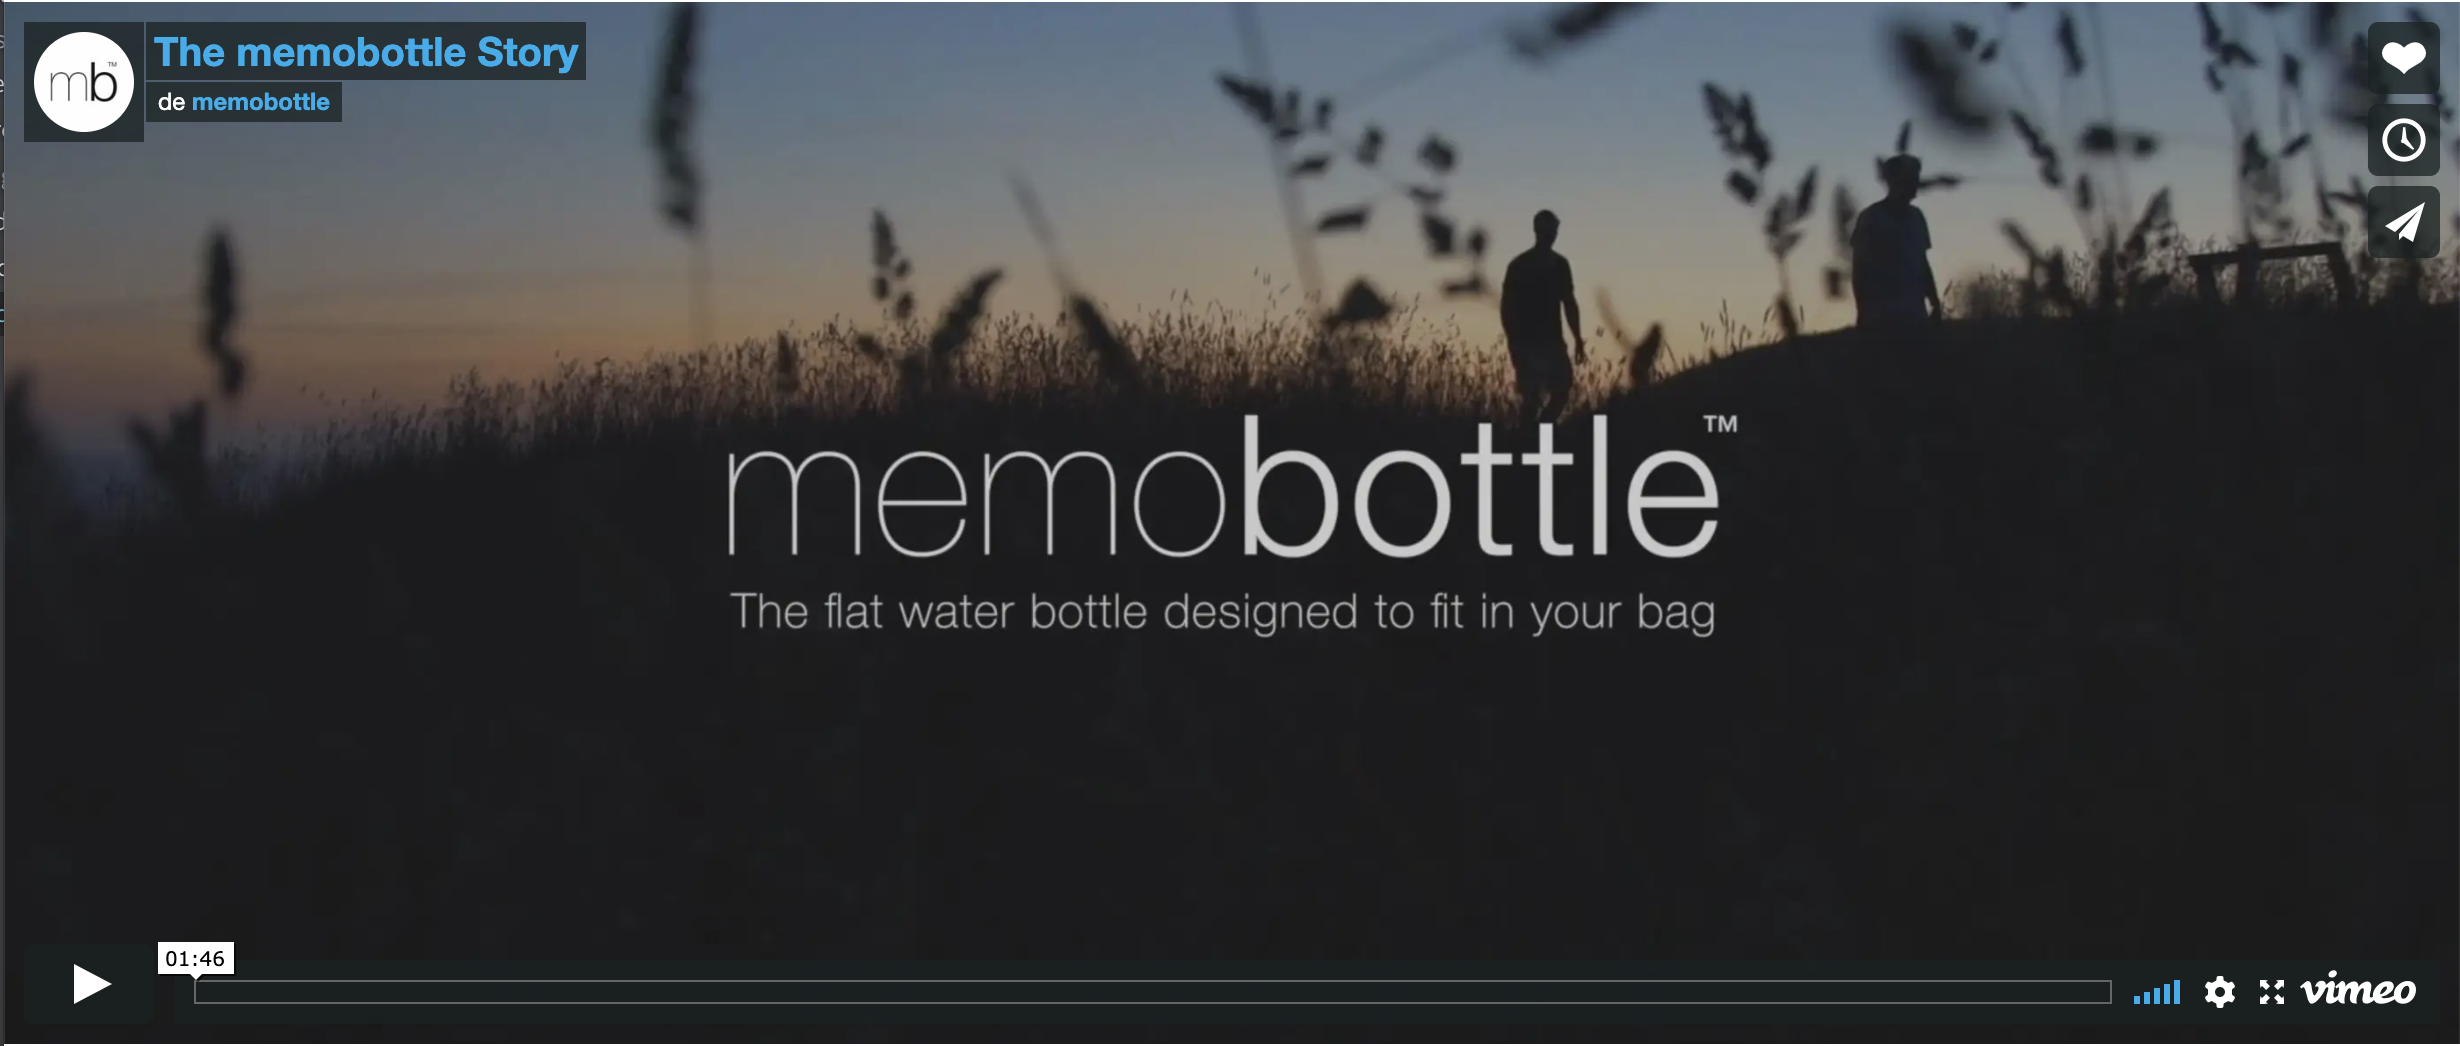 mb™
The memobottle Story
de memobottle
memobottle™
The flat water bottle designed to fit in your bag
01:46
vimeo